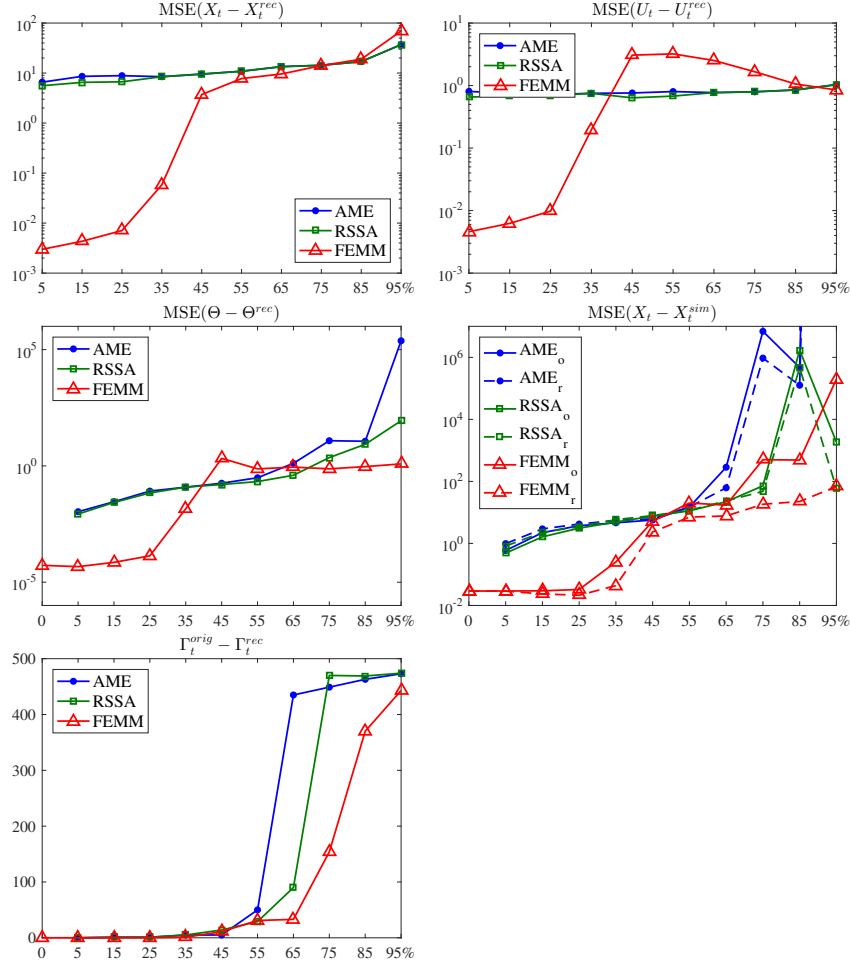 MSE(X_t − X_t^{rec})
10^2
10^1
10^0
10^{-1}
10^{-2}
10^{-3}
AME
RSSA
FEMM
5 15 25 35 45 55 65 75 85 95%
MSE(U_t − U_t^{rec})
10^2
10^1
10^0
10^{-1}
10^{-2}
10^{-3}
AME
RSSA
FEMM
5 15 25 35 45 55 65 75 85 95%
MSE(Θ − Θ^{rec})
10^5
10^0
10^{-5}
AME
RSSA
FEMM
0 5 15 25 35 45 55 65 75 85 95%
MSE(X_t − X_t^{sim})
10^6
10^4
10^2
10^0
10^{-2}
AME_o
AME_r
RSSA_o
RSSA_r
FEMM_o
FEMM_r
0 5 15 25 35 45 55 65 75 85 95%
Γ_t^{orig} − Γ_t^{rec}
500
400
300
200
100
0
AME
RSSA
FEMM
0 5 15 25 35 45 55 65 75 85 95%